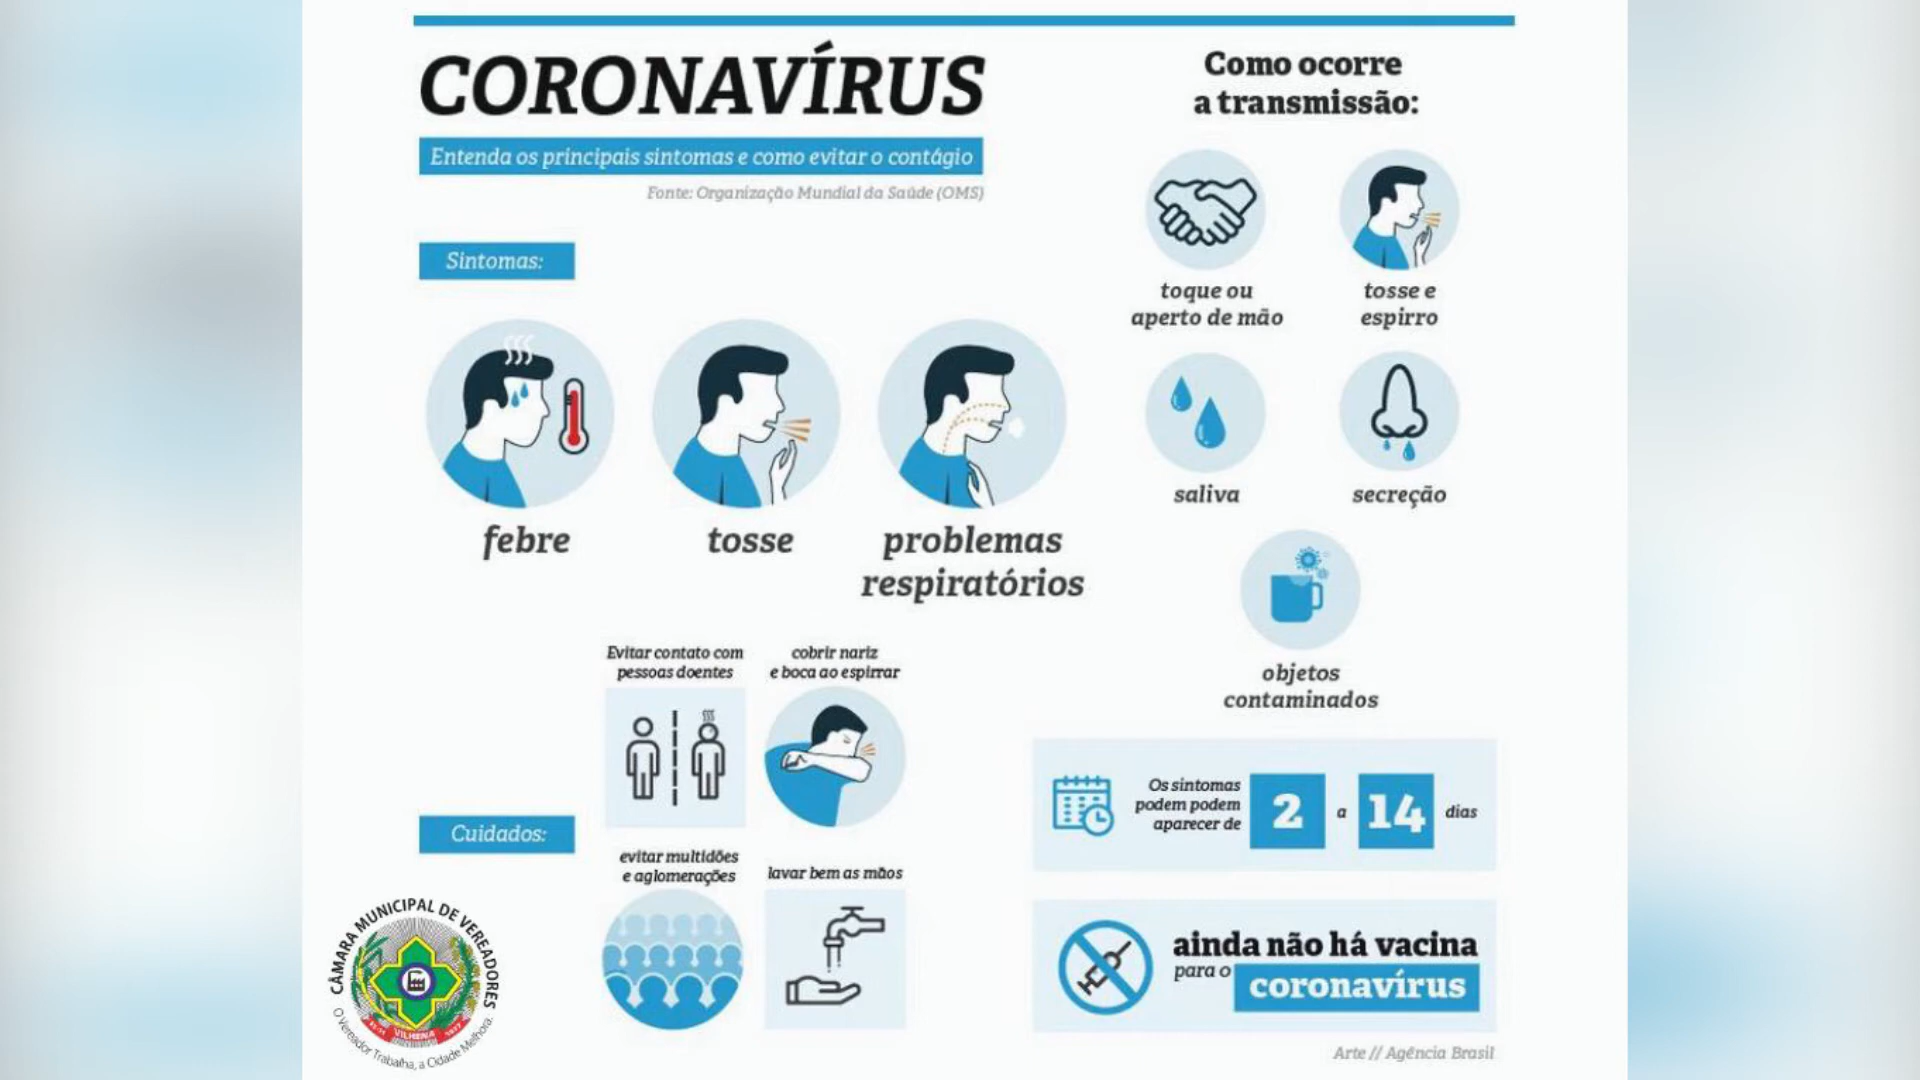 CORONAVÍRUS
Entenda os principais sintomas e como evitar o contágio
Fonte: Organização Mundial da Saúde (OMS)
Sintomas:
febre
tosse
problemas
respiratórios
Como ocorre
a transmissão:
toque ou
aperto de mão
tosse e
espirro
saliva
secreção
objetos
contaminados
Cuidados:
Evitar contato com
pessoas doentes
cobrir nariz
e boca ao espirrar
evitar multidões
e aglomerações
lavar bem as mãos
Os sintomas
podem podem
aparecer de
2 a 14 dias
ainda não há vacina
para o coronavírus
Arte // Agência Brasil
CÂMARA MUNICIPAL DE VEREADORES
VILHENA
O Vereador Trabalha, a Cidade Melhora.